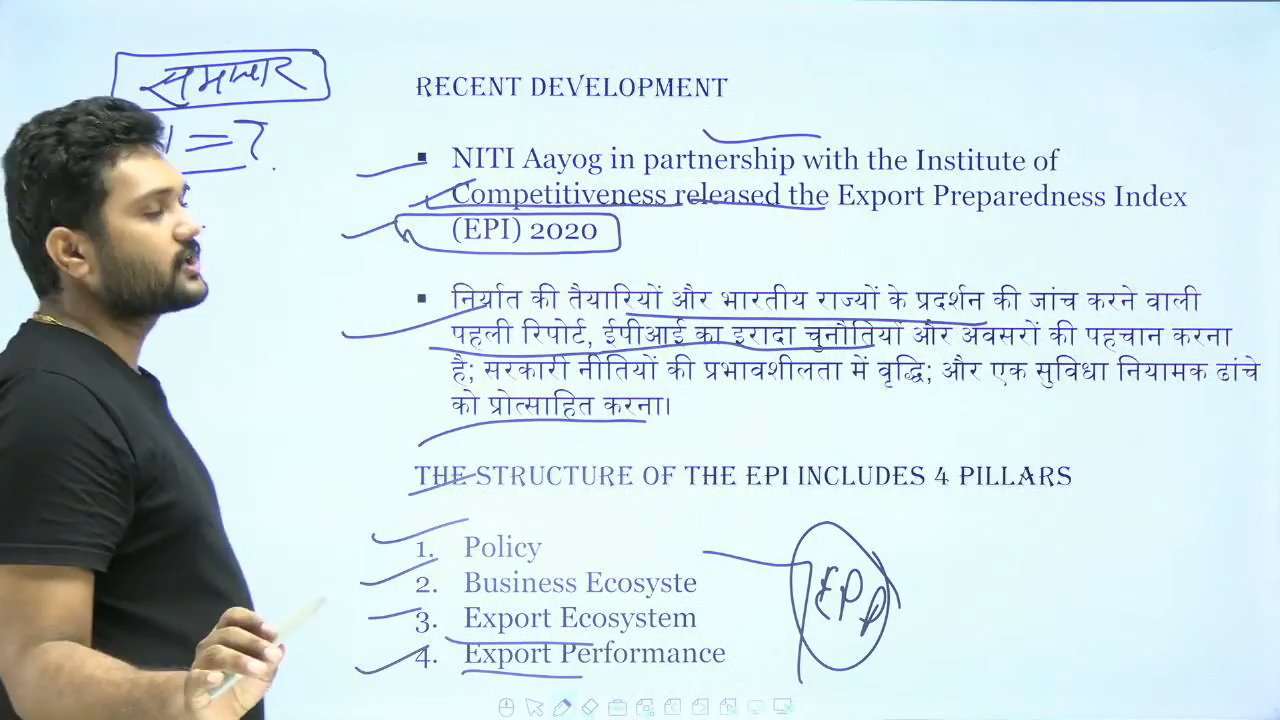 समाचार
= ?
RECENT DEVELOPMENT
▪ NITI Aayog in partnership with the Institute of
Competitiveness released the Export Preparedness Index
(EPI) 2020
▪ निर्यात की तैयारियों और भारतीय राज्यों के प्रदर्शन की जांच करने वाली
पहली रिपोर्ट, ईपीआई का इरादा चुनौतियों और अवसरों की पहचान करना
है; सरकारी नीतियों की प्रभावशीलता में वृद्धि; और एक सुविधा नियामक ढांचे
को प्रोत्साहित करना।
THE STRUCTURE OF THE EPI INCLUDES 4 PILLARS
1. Policy
2. Business Ecosyste
3. Export Ecosystem
4. Export Performance
EPP